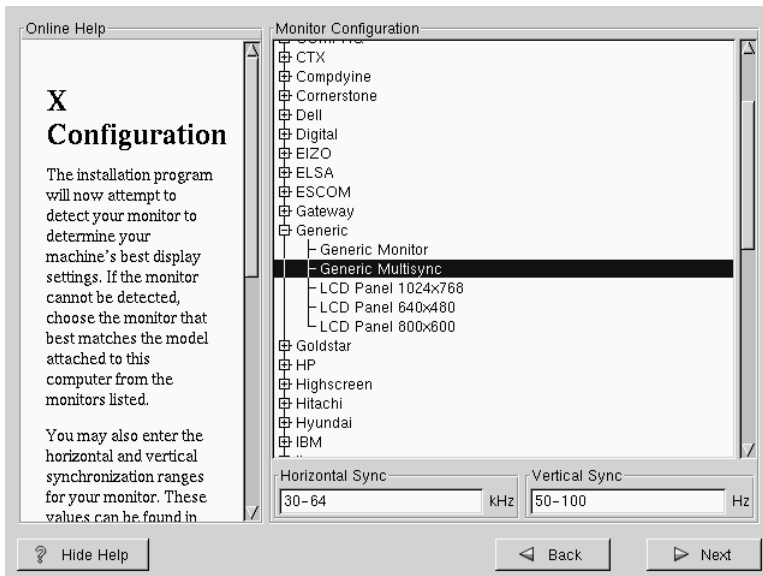 Online Help
X
Configuration
The installation program
will now attempt to
detect your monitor to
determine your
machine's best display
settings. If the monitor
cannot be detected,
choose the monitor that
best matches the model
attached to this
computer from the
monitors listed.
You may also enter the
horizontal and vertical
synchronization ranges
for your monitor. These
values can be found in
Monitor Configuration
CTX
Compdyine
Cornerstone
Dell
Digital
EIZO
ELSA
ESCOM
Gateway
Generic
Generic Monitor
Generic Multisync
LCD Panel 1024x768
LCD Panel 640x480
LCD Panel 800x600
Goldstar
HP
Highscreen
Hitachi
Hyundai
IBM
Horizontal Sync
30-64 kHz
Vertical Sync
50-100 Hz
Hide Help
Back
Next